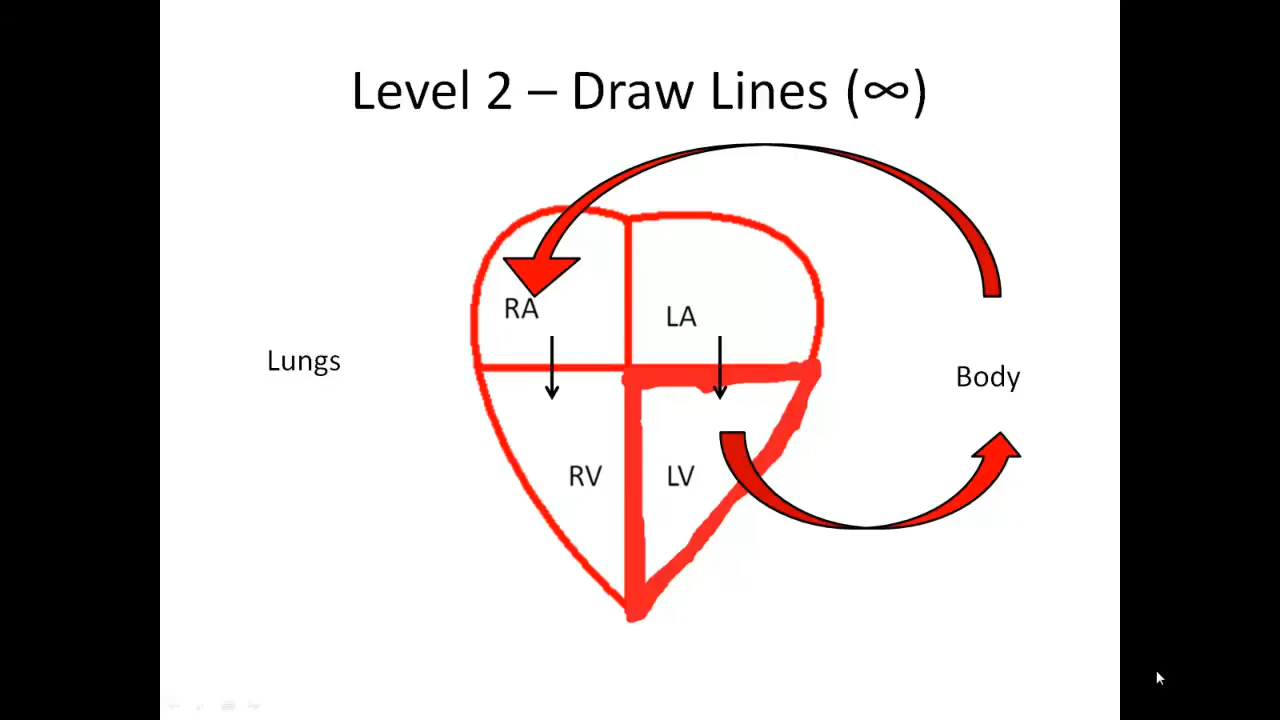 Level 2 – Draw Lines (∞)
RA
LA
Lungs
Body
RV
LV